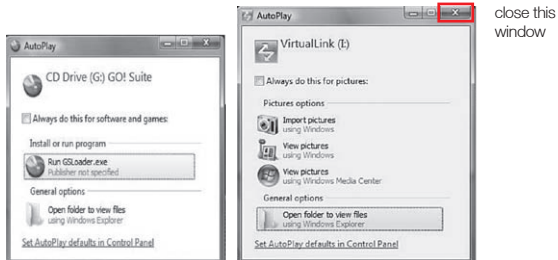 AutoPlay
CD Drive (G:) GO! Suite
Always do this for software and games:
Install or run program
Run GSLoader.exe
Publisher not specified
General options
Open folder to view files
using Windows Explorer
Set AutoPlay defaults in Control Panel
AutoPlay
VirtualLink (I:)
Always do this for pictures:
Pictures options
Import pictures
using Windows
View pictures
using Windows
View pictures
using Windows Media Center
General options
Open folder to view files
using Windows Explorer
Set AutoPlay defaults in Control Panel
close this
window